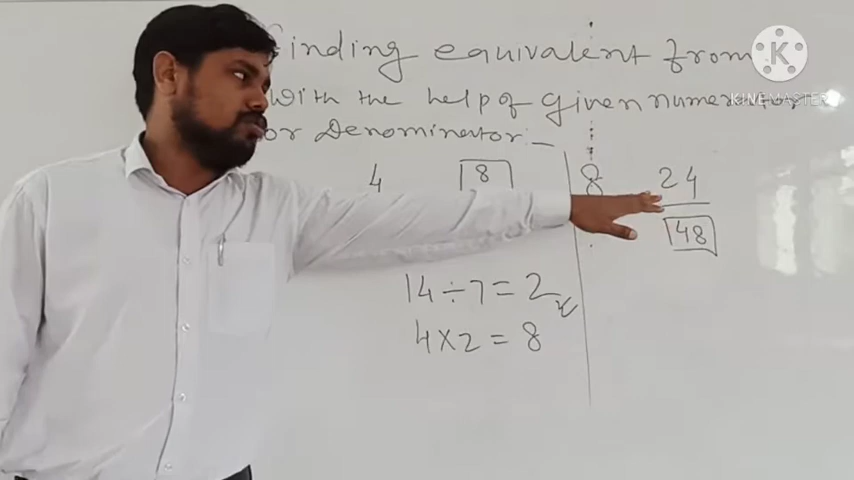 Finding equivalent from
with the help of given numerator
or Denominator:-
4 8 8 24
48
14 ÷ 7 = 2
4 x 2 = 8
K
KINEMASTER